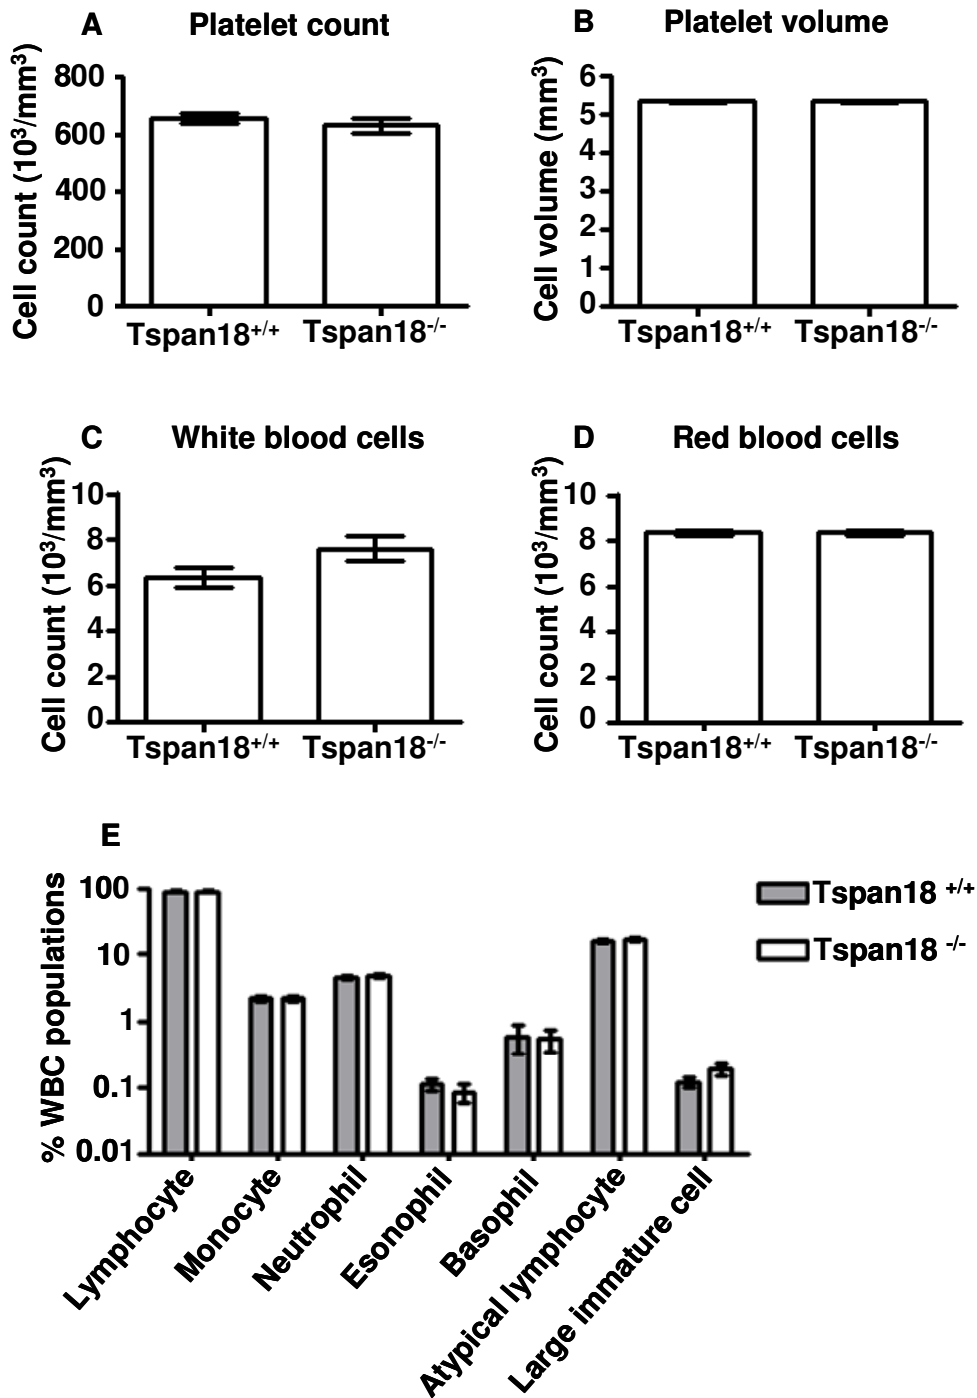 A Platelet count
Cell count (10³/mm³)
800
600
400
200
0
Tspan18+/+ Tspan18-/-
B Platelet volume
Cell volume (mm³)
6
5
4
3
2
1
0
Tspan18+/+ Tspan18-/-
C White blood cells
Cell count (10³/mm³)
10
8
6
4
2
0
Tspan18+/+ Tspan18-/-
D Red blood cells
Cell count (10³/mm³)
10
8
6
4
2
0
Tspan18+/+ Tspan18-/-
E
% WBC populations
100
10
1
0.1
0.01
Lymphocyte
Monocyte
Neutrophil
Esonophil
Basophil
Atypical lymphocyte
Large immature cell
Tspan18 +/+
Tspan18 -/-